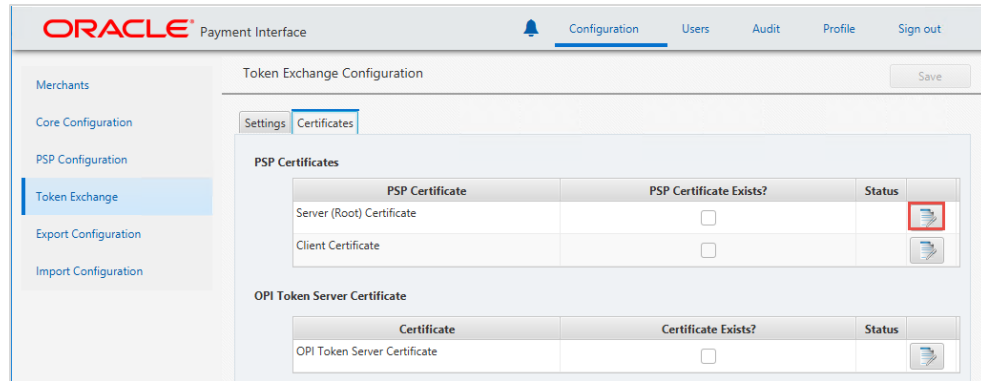 ORACLE® Payment Interface
Configuration Users Audit Profile Sign out
Merchants
Core Configuration
PSP Configuration
Token Exchange
Export Configuration
Import Configuration
Token Exchange Configuration
Save
Settings Certificates
PSP Certificates
PSP Certificate PSP Certificate Exists? Status
Server (Root) Certificate
Client Certificate
OPI Token Server Certificate
Certificate Certificate Exists? Status
OPI Token Server Certificate